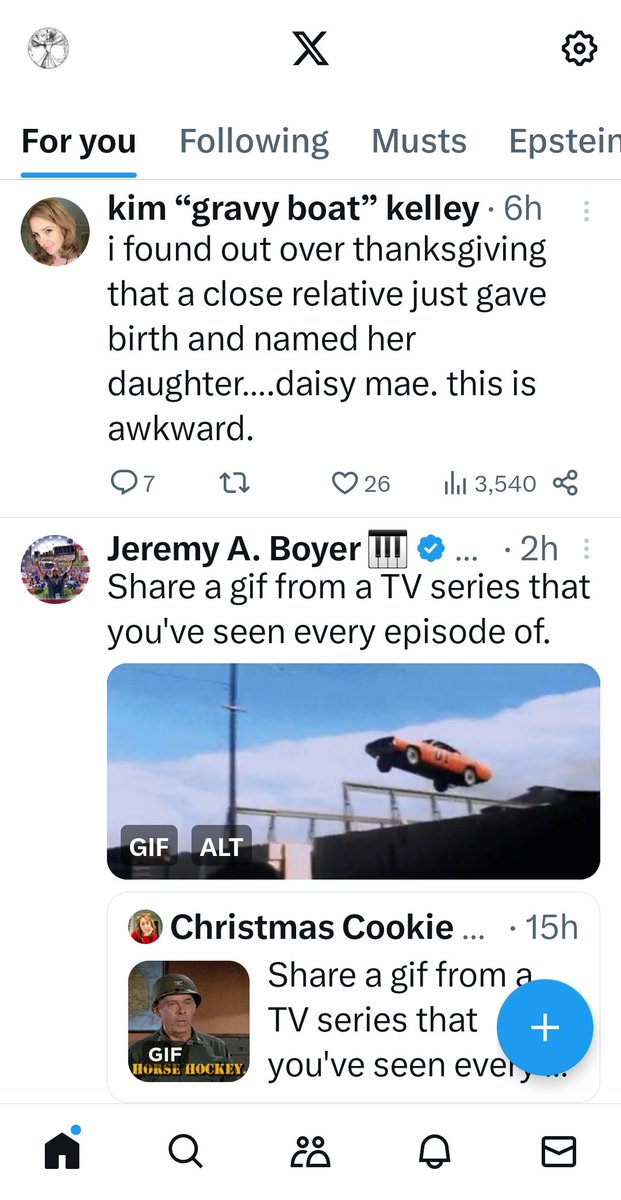 For you Following Musts Epstein
kim “gravy boat” kelley · 6h
i found out over thanksgiving
that a close relative just gave
birth and named her
daughter....daisy mae. this is
awkward.
7 26 3,540
Jeremy A. Boyer 🎹 ... · 2h
Share a gif from a TV series that
you've seen every episode of.
01
GIF ALT
Christmas Cookie ... · 15h
Share a gif from a
TV series that
you've seen every ...
GIF
HORSE HOCKEY.